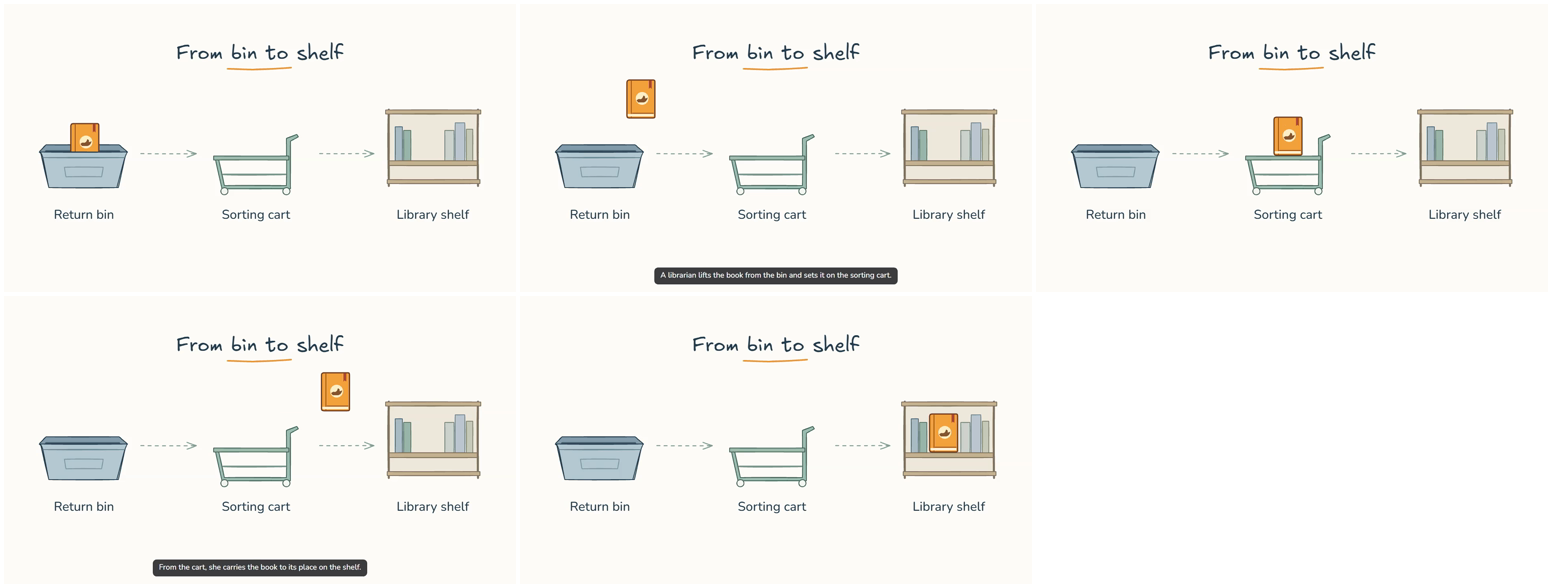 From bin to shelf
Return bin
Sorting cart
Library shelf
From bin to shelf
Return bin
Sorting cart
Library shelf
A librarian lifts the book from the bin and sets it on the sorting cart.
From bin to shelf
Return bin
Sorting cart
Library shelf
From bin to shelf
Return bin
Sorting cart
Library shelf
From the cart, she carries the book to its place on the shelf.
From bin to shelf
Return bin
Sorting cart
Library shelf